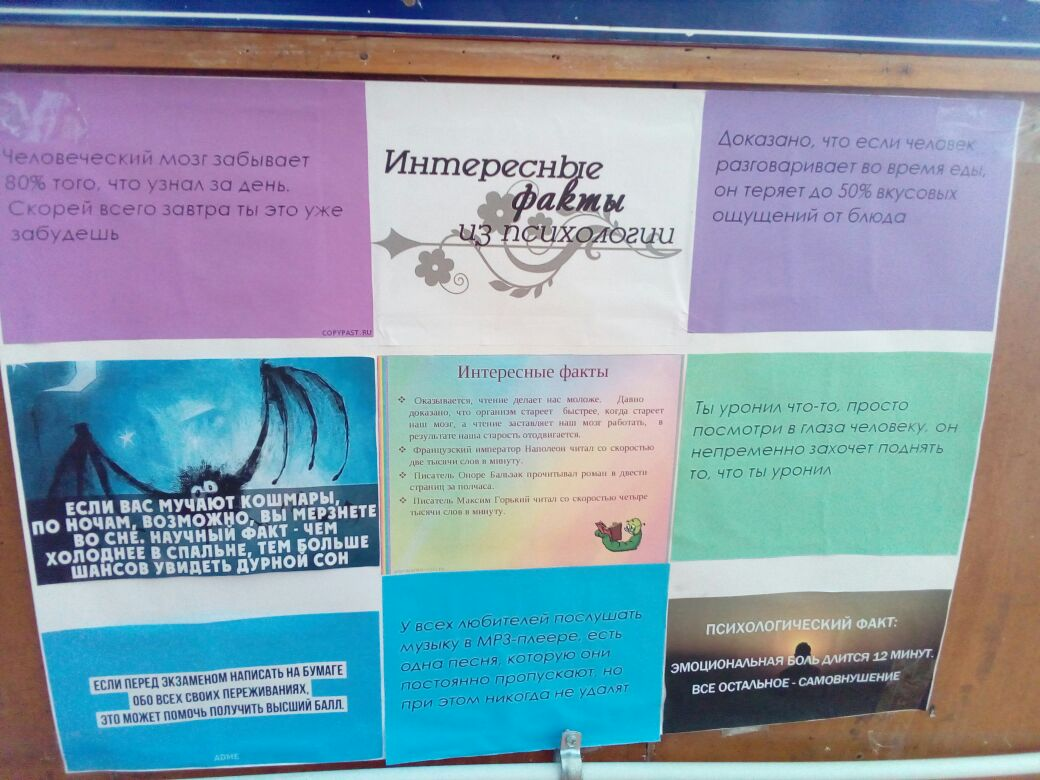 Человеческий мозг забывает
80% того, что узнал за день.
Скорей всего завтра ты это уже
забудешь
COPYPAST.RU
Интересные
факты
из психологии
Доказано, что если человек
разговаривает во время еды,
он теряет до 50% вкусовых
ощущений от блюда
ЕСЛИ ВАС МУЧАЮТ КОШМАРЫ,
ПО НОЧАМ, ВОЗМОЖНО, ВЫ МЕРЗНЕТЕ
ВО СНЕ. НАУЧНЫЙ ФАКТ - ЧЕМ
ХОЛОДНЕЕ В СПАЛЬНЕ, ТЕМ БОЛЬШЕ
ШАНСОВ УВИДЕТЬ ДУРНОЙ СОН
Интересные факты
❖ Оказывается, чтение делает нас моложе. Давно
доказано, что организм стареет быстрее, когда стареет
наш мозг, а чтение заставляет наш мозг работать, в
результате наша старость отодвигается.
❖ Французский император Наполеон читал со скоростью
две тысячи слов в минуту.
❖ Писатель Оноре Бальзак прочитывал роман в двести
страниц за полчаса.
❖ Писатель Максим Горький читал со скоростью четыре
тысячи слов в минуту.
Ты уронил что-то, просто
посмотри в глаза человеку, он
непременно захочет поднять
то, что ты уронил
ЕСЛИ ПЕРЕД ЭКЗАМЕНОМ НАПИСАТЬ НА БУМАГЕ
ОБО ВСЕХ СВОИХ ПЕРЕЖИВАНИЯХ,
ЭТО МОЖЕТ ПОМОЧЬ ПОЛУЧИТЬ ВЫСШИЙ БАЛЛ.
ADME
У всех любителей послушать
музыку в MP3-плеере, есть
одна песня, которую они
постоянно пропускают, но
при этом никогда не удалят
ПСИХОЛОГИЧЕСКИЙ ФАКТ:
ЭМОЦИОНАЛЬНАЯ БОЛЬ ДЛИТСЯ 12 МИНУТ.
ВСЕ ОСТАЛЬНОЕ - САМОВНУШЕНИЕ